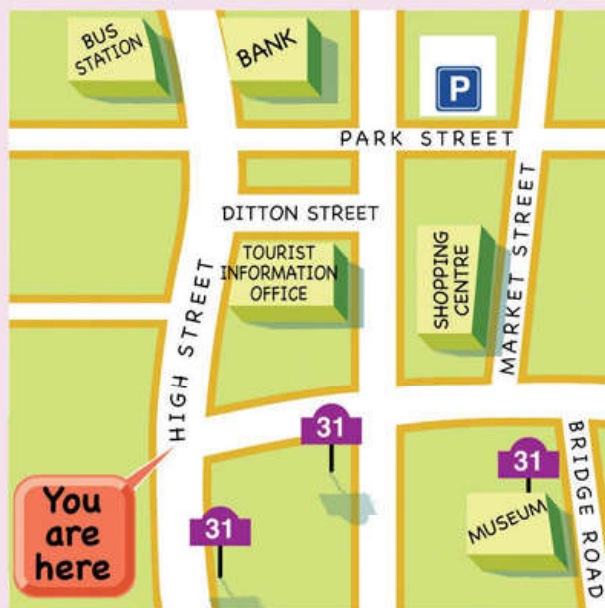 BUS
STATION
BANK
P
PARK STREET
DITTON STREET
TOURIST
INFORMATION
OFFICE
SHOPPING
CENTRE
MARKET STREET
HIGH STREET
31
31
BRIDGE ROAD
You
are
here
31
MUSEUM